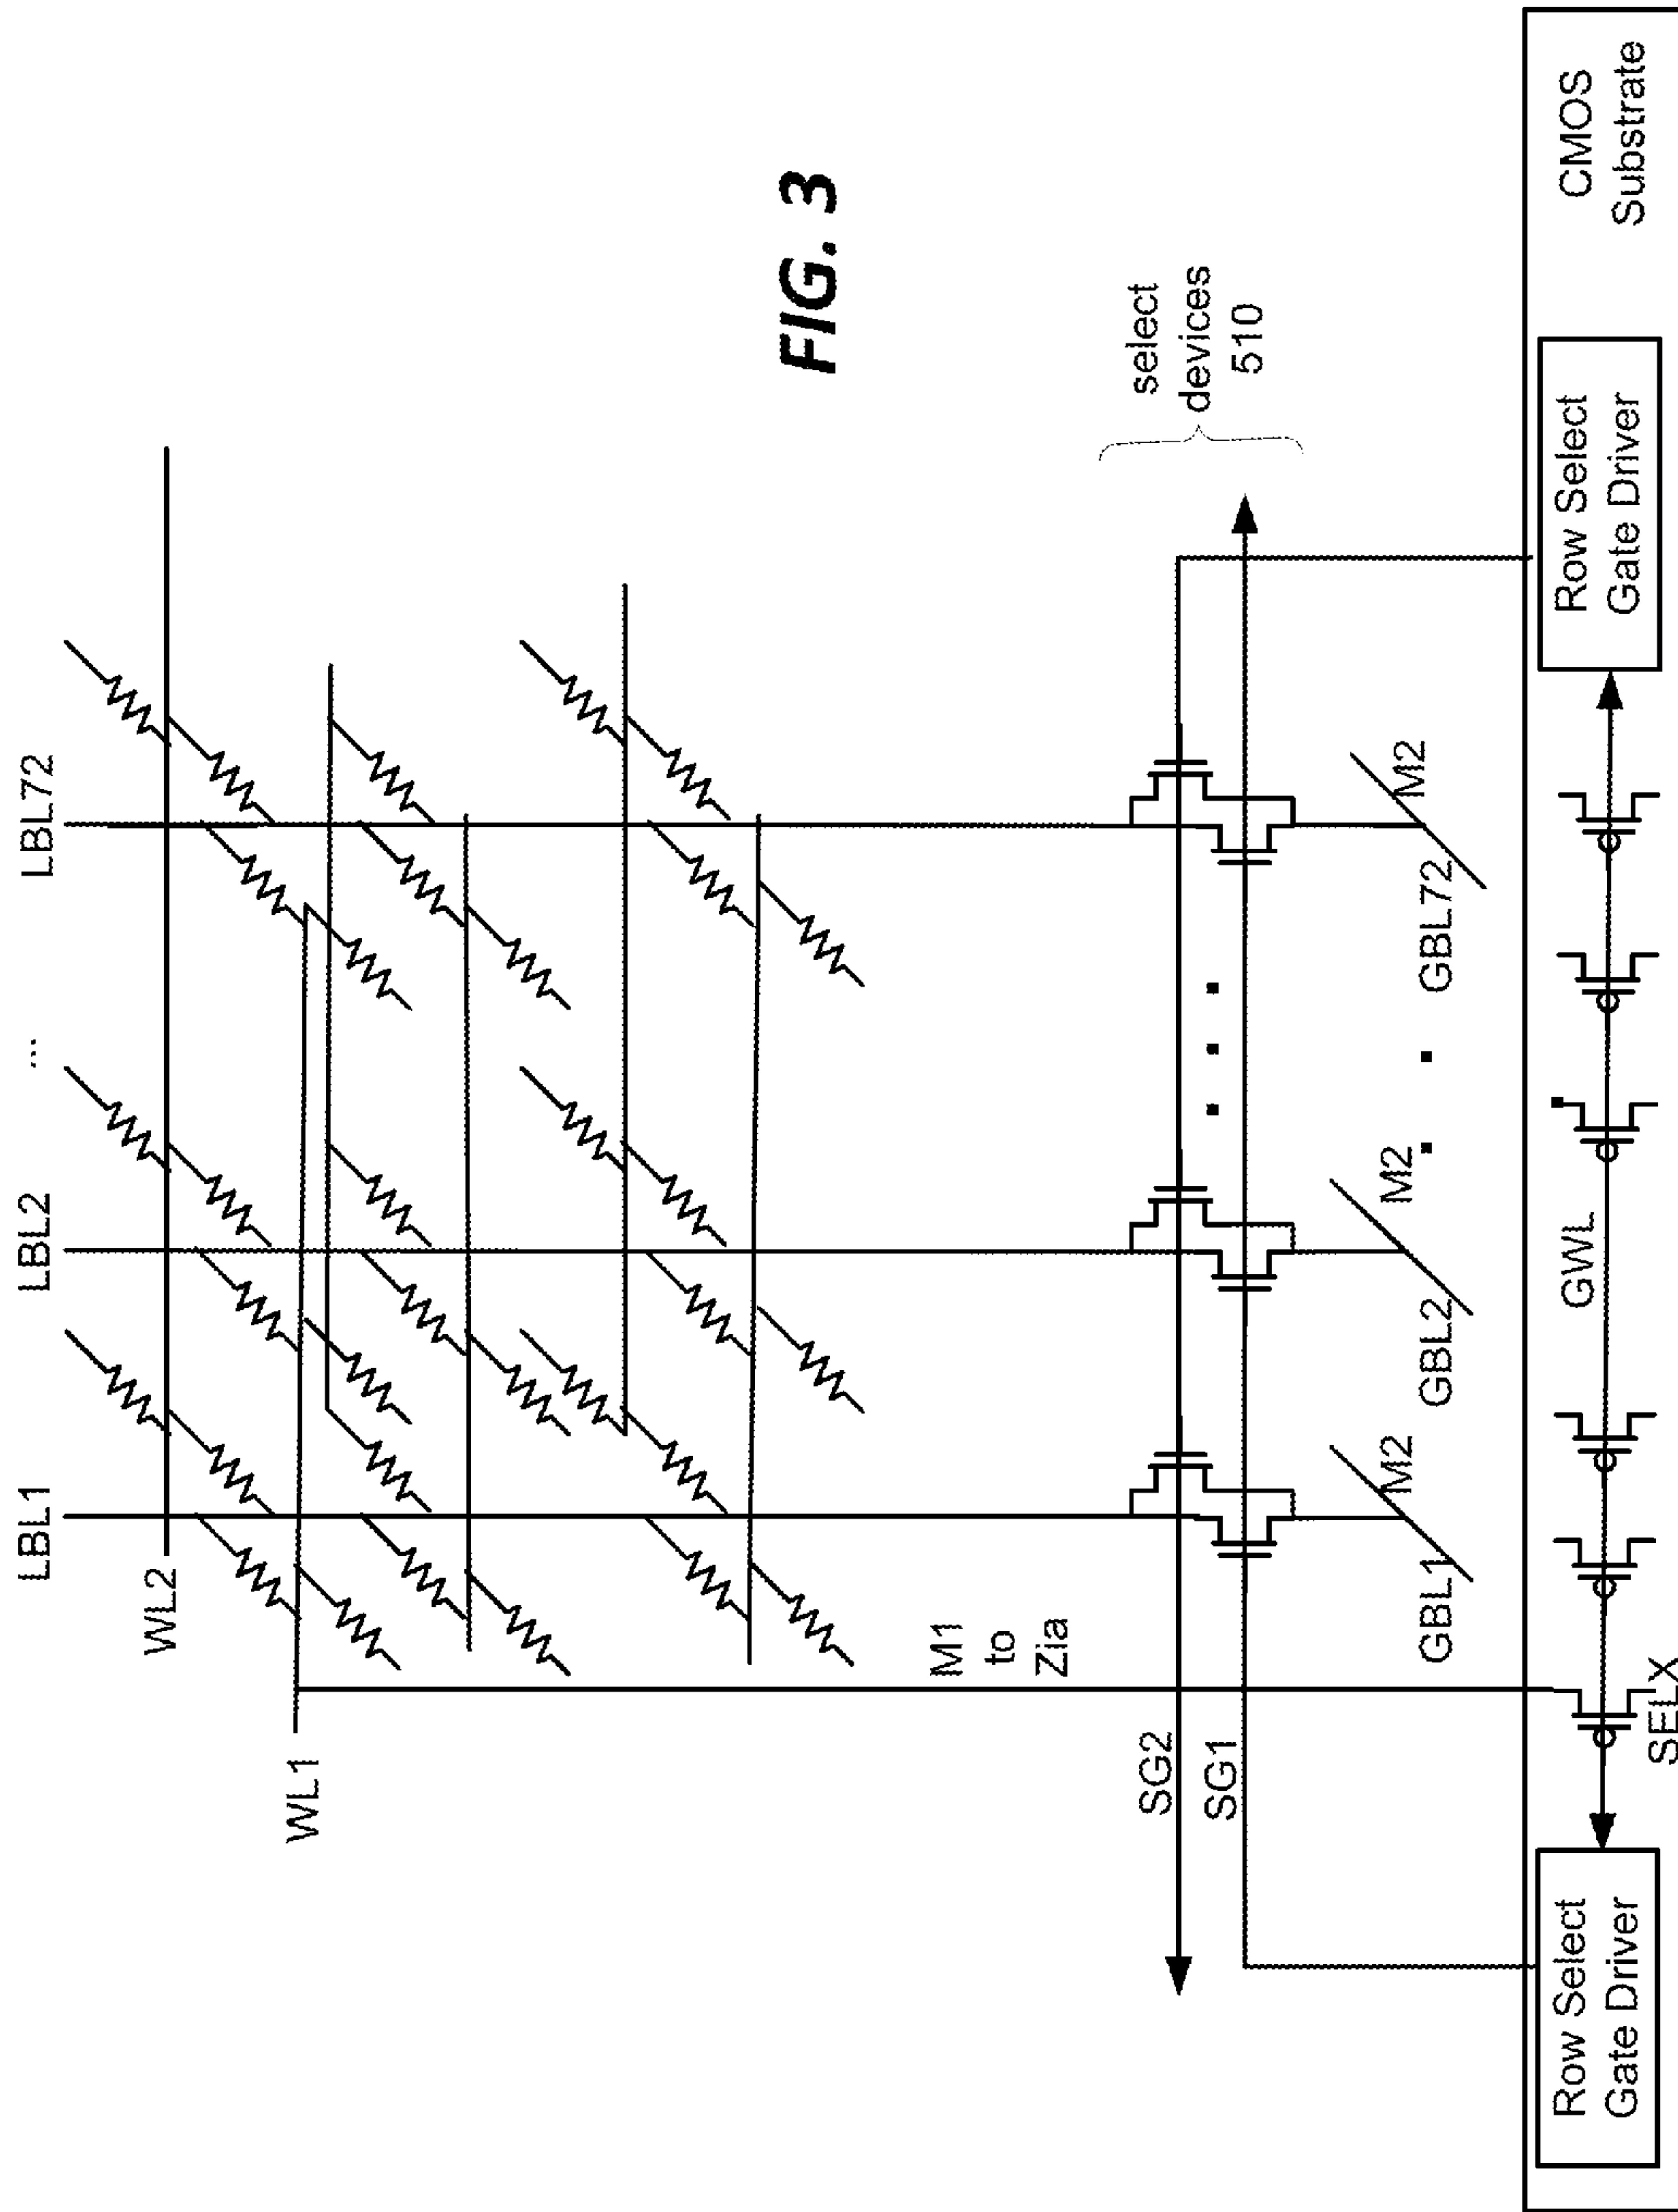 LBL1
LBL2
...
LBL72
WL2
WL1
FIG. 3
M1
to
Zia
SG2
SG1
select
devices
510
GBL1
M2
GBL2
M2
GBL72
M2
Row Select
Gate Driver
SELX
GWL
Row Select
Gate Driver
CMOS
Substrate